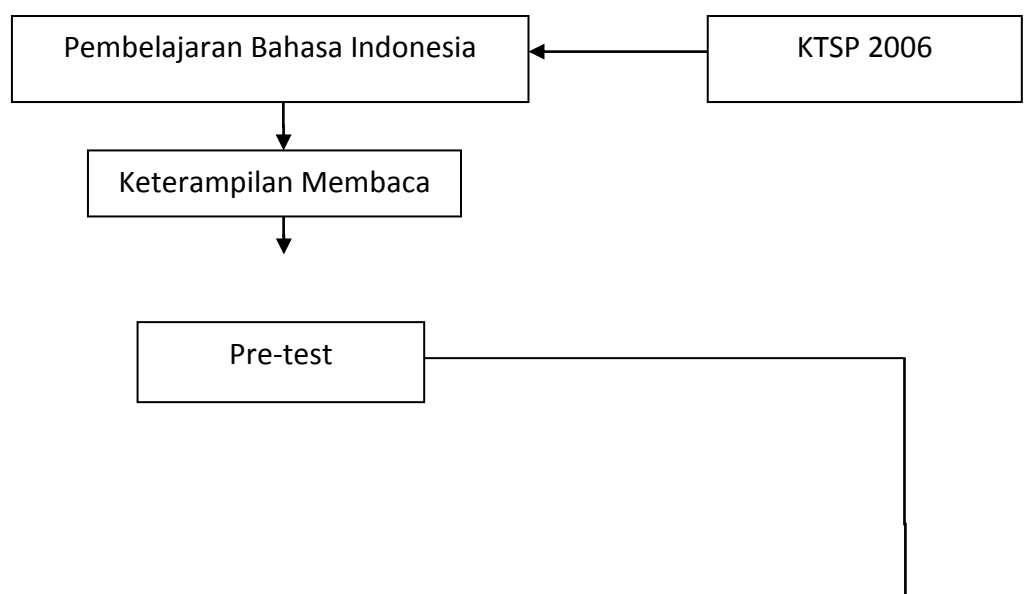 Pembelajaran Bahasa Indonesia
KTSP 2006
Keterampilan Membaca
Pre-test